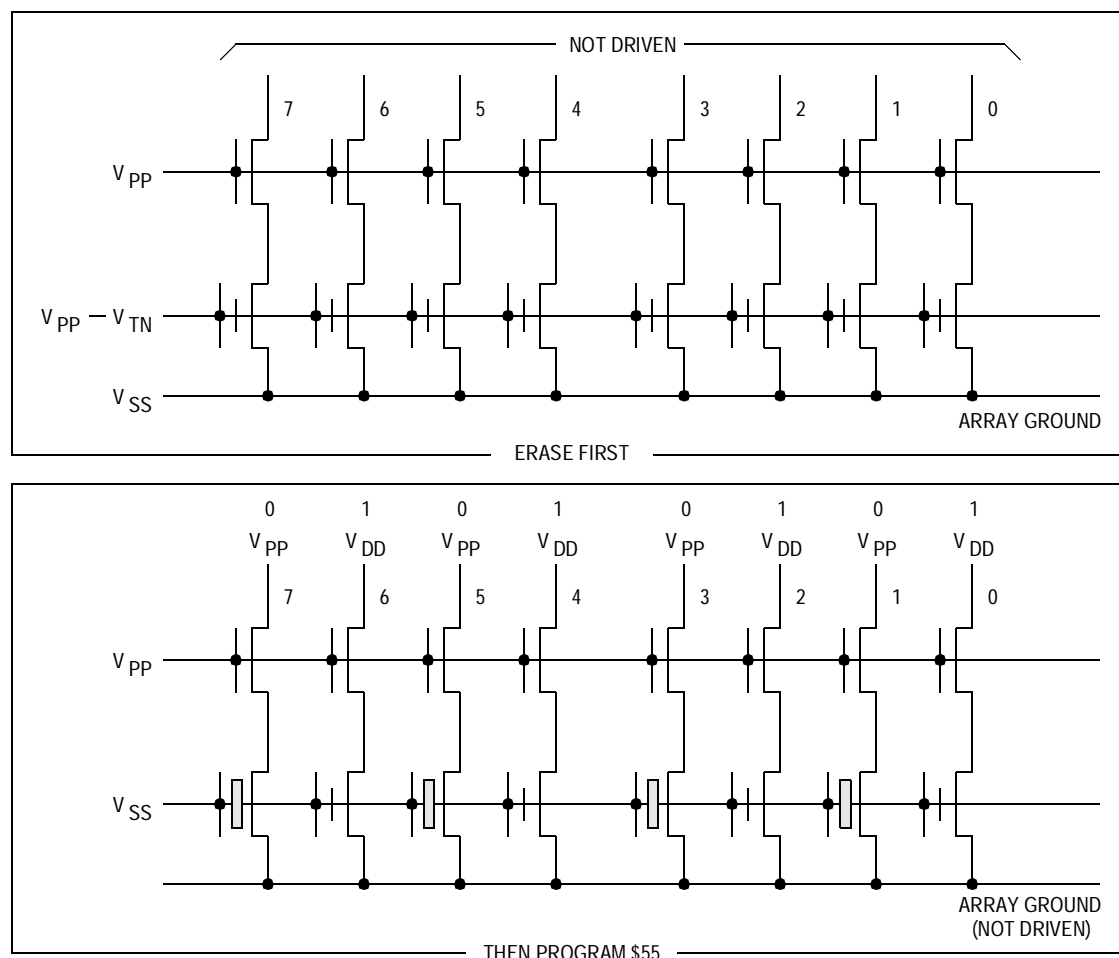 NOT DRIVEN
7 6 5 4 3 2 1 0
V PP
V PP — V TN
V SS
ARRAY GROUND
ERASE FIRST
0 1 0 1 0 1 0 1
V PP V DD V PP V DD V PP V DD V PP V DD
7 6 5 4 3 2 1 0
V PP
V SS
ARRAY GROUND
(NOT DRIVEN)
THEN PROGRAM $55